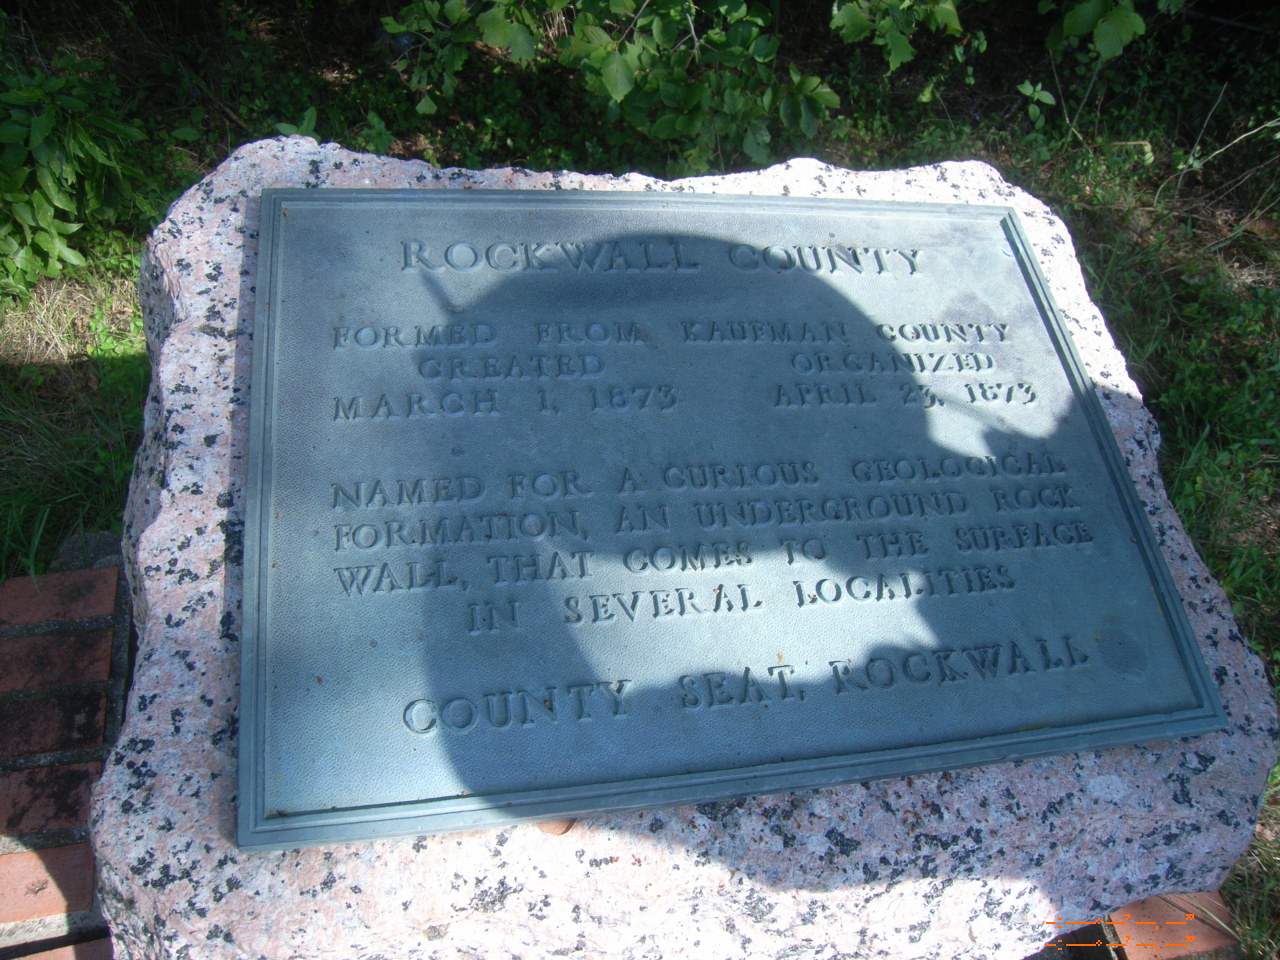 ROCKWALL COUNTY
FORMED FROM KAUFMAN COUNTY
CREATED ORGANIZED
MARCH 1, 1873 APRIL 23, 1873
NAMED FOR A CURIOUS GEOLOGICAL
FORMATION, AN UNDERGROUND ROCK
WALL, THAT COMES TO THE SURFACE
IN SEVERAL LOCALITIES
COUNTY SEAT, ROCKWALL